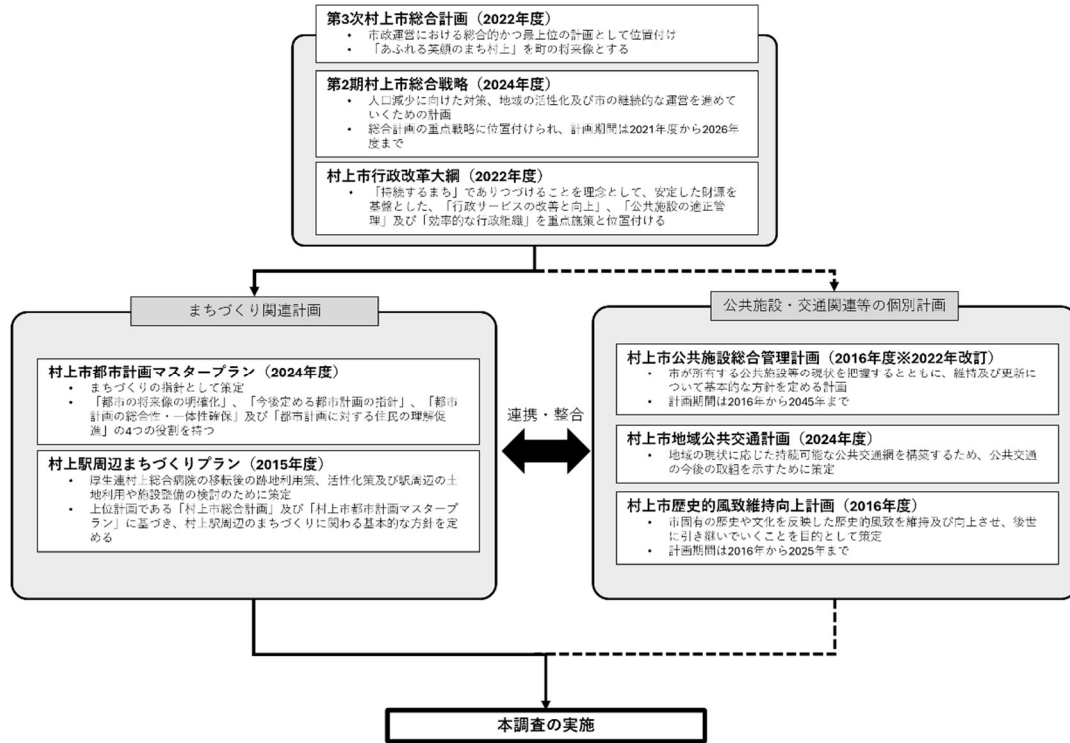 第3次村上市総合計画（2022年度）
• 市政運営における総合的かつ最上位の計画として位置付け
• 「あふれる笑顔のまち村上」を町の将来像とする
第2期村上市総合戦略（2024年度）
• 人口減少に向けた対策、地域の活性化及び市の継続的な運営を進めて
いくための計画
• 総合計画の重点戦略に位置付けられ、計画期間は2021年度から2026年
度まで
村上市行政改革大綱（2022年度）
• 「持続するまち」でありつづけることを理念として、安定した財源を
基盤とした、「行政サービスの改善と向上」、「公共施設の適正管
理」及び「効率的な行政組織」を重点施策と位置付ける
まちづくり関連計画
村上市都市計画マスタープラン（2024年度）
• まちづくりの指針として策定
• 「都市の将来像の明確化」、「今後定める都市計画の指針」、「都市
計画の総合性・一体性確保」及び「都市計画に対する住民の理解
促進」の4つの役割を持つ
村上駅周辺まちづくりプラン（2015年度）
• 厚生連村上総合病院の移転後の跡地利用策、活性化策及び駅周辺の土
地利用や施設整備の検討のために策定
• 上位計画である「村上市総合計画」及び「村上市都市計画マスタープ
ラン」に基づき、村上駅周辺のまちづくりに関わる基本的な方針を定
める
連携・整合
公共施設・交通関連等の個別計画
村上市公共施設総合管理計画（2016年度※2022年改訂）
• 市が所有する公共施設等の現状を把握するとともに、維持及び更新に
ついて基本的な方針を定める計画
• 計画期間は2016年から2045年まで
村上市地域公共交通計画（2024年度）
• 地域の現状に応じた持続可能な公共交通網を構築するため、公共交通
の今後の取組を示すために策定
村上市歴史的風致維持向上計画（2016年度）
• 市固有の歴史や文化を反映した歴史的風致を維持及び向上させ、後世
に引き継いでいくことを目的として策定
• 計画期間は2016年から2025年まで
本調査の実施